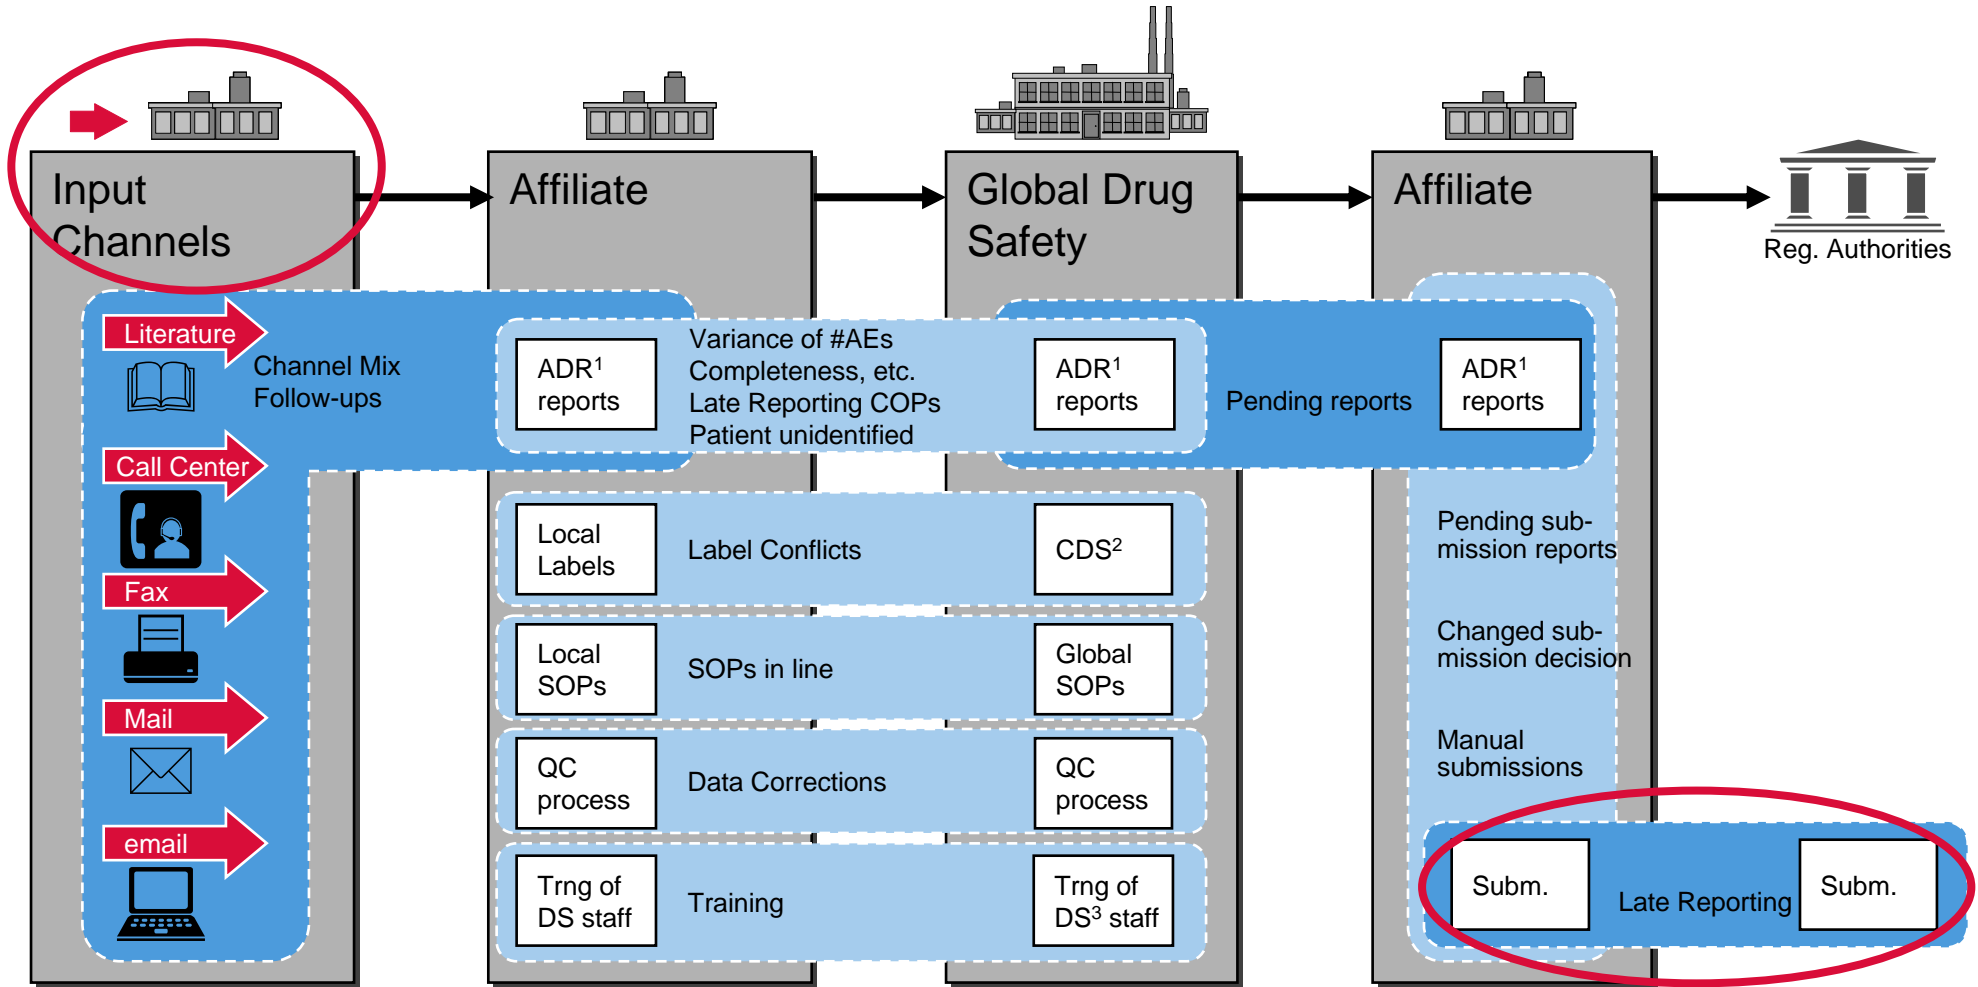 Input
Channels
Affiliate
Global Drug
Safety
Affiliate
Reg. Authorities
Literature
Channel Mix
Follow-ups
Call Center
Fax
Mail
email
ADR¹
reports
Variance of #AEs
Completeness, etc.
Late Reporting COPs
Patient unidentified
ADR¹
reports
Pending reports
ADR¹
reports
Local
Labels
Label Conflicts
CDS²
Local
SOPs
SOPs in line
Global
SOPs
QC
process
Data Corrections
QC
process
Trng of
DS staff
Training
Trng of
DS³ staff
Pending sub-
mission reports
Changed sub-
mission decision
Manual
submissions
Subm.
Late Reporting
Subm.